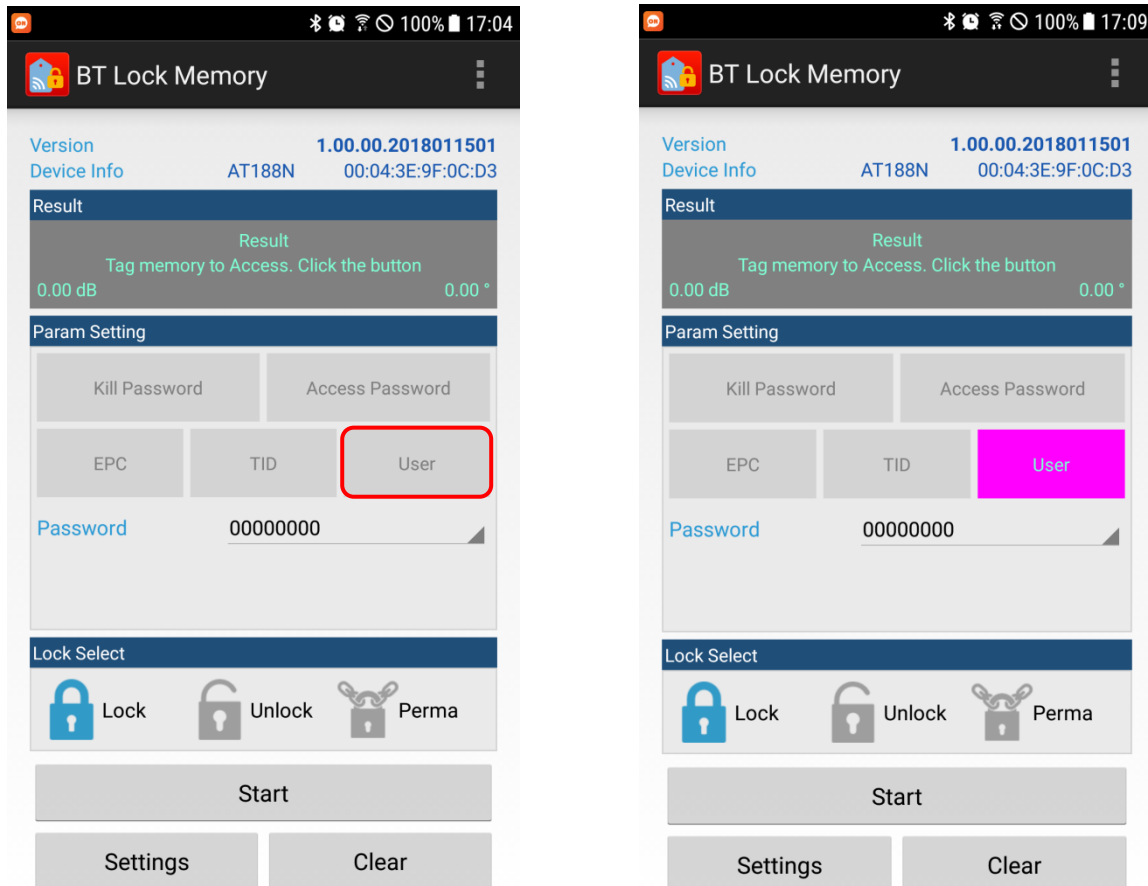 100% 17:04
BT Lock Memory
Version 1.00.00.2018011501
Device Info AT188N 00:04:3E:9F:0C:D3
Result
Result
Tag memory to Access. Click the button
0.00 dB 0.00 °
Param Setting
Kill Password Access Password
EPC TID User
Password 00000000
Lock Select
Lock Unlock Perma
Start
Settings Clear
100% 17:09
BT Lock Memory
Version 1.00.00.2018011501
Device Info AT188N 00:04:3E:9F:0C:D3
Result
Result
Tag memory to Access. Click the button
0.00 dB 0.00 °
Param Setting
Kill Password Access Password
EPC TID User
Password 00000000
Lock Select
Lock Unlock Perma
Start
Settings Clear